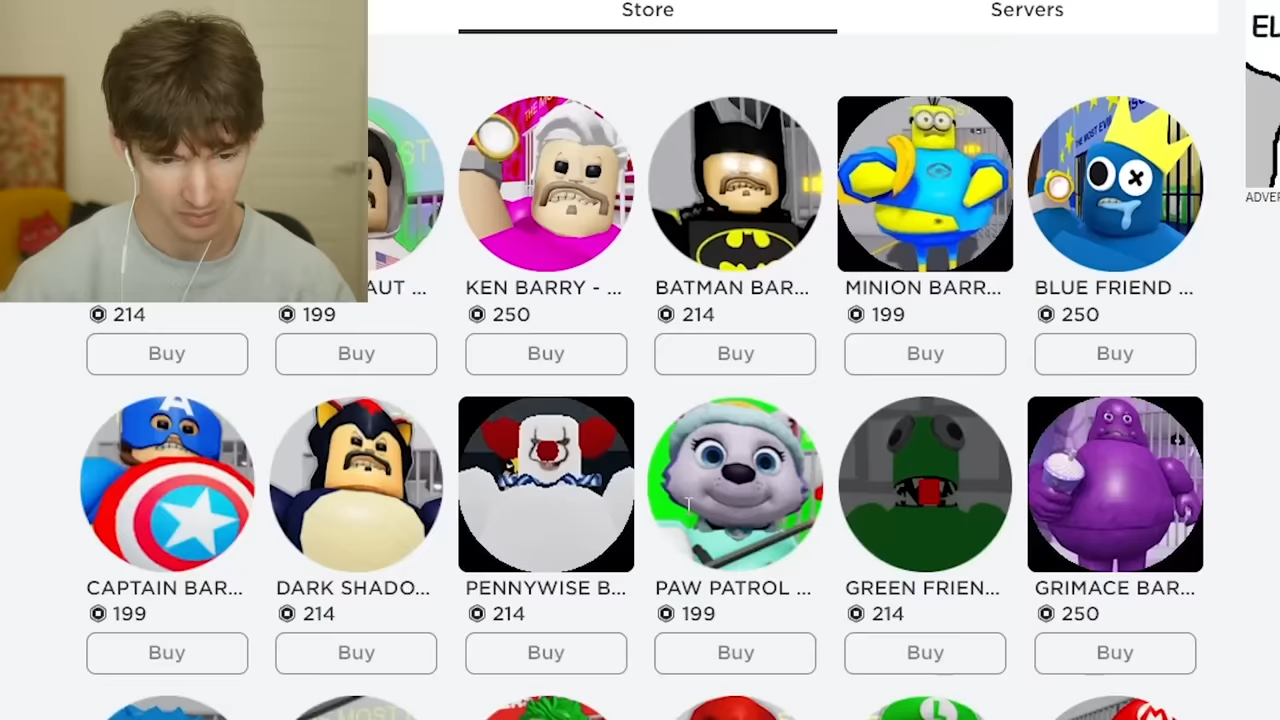 Store
Servers
EL
ADVER
AUT ...
KEN BARRY - ...
BATMAN BAR...
MINION BARR...
BLUE FRIEND ...
214
199
250
214
199
250
Buy
Buy
Buy
Buy
Buy
Buy
CAPTAIN BAR...
DARK SHADO...
PENNYWISE B...
PAW PATROL ...
GREEN FRIEN...
GRIMACE BAR...
199
214
214
199
214
250
Buy
Buy
Buy
Buy
Buy
Buy